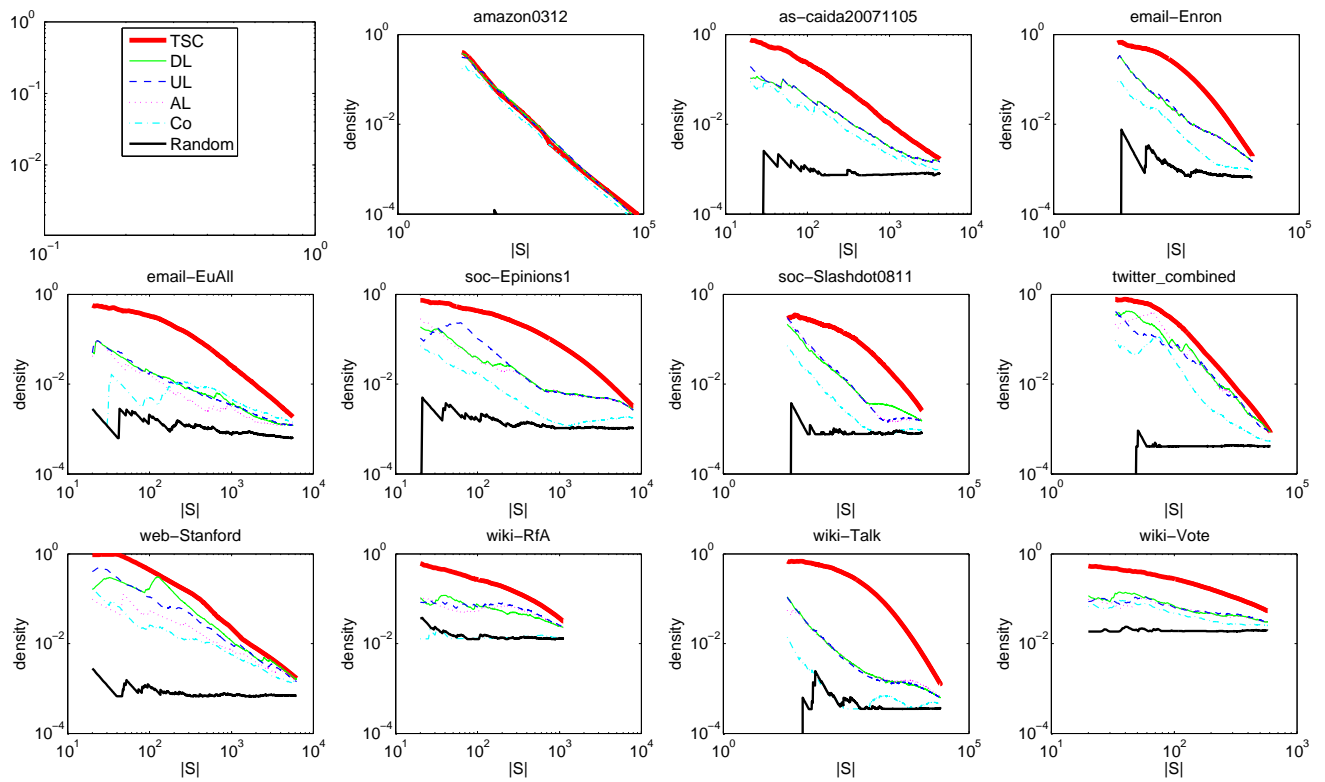 10^0
10^−1
10^−2
10^−1
10^0
TSC
DL
UL
AL
Co
Random
amazon0312
10^0
10^−2
10^−4
density
10^0
10^5
|S|
as−caida20071105
10^0
10^−2
10^−4
density
10^1
10^2
10^3
10^4
|S|
email−Enron
10^0
10^−2
10^−4
density
10^0
10^5
|S|
email−EuAll
10^0
10^−2
10^−4
density
10^1
10^2
10^3
10^4
|S|
soc−Epinions1
10^0
10^−2
10^−4
density
10^1
10^2
10^3
10^4
|S|
soc−Slashdot0811
10^0
10^−2
10^−4
density
10^0
10^5
|S|
twitter_combined
10^0
10^−2
10^−4
density
10^0
10^5
|S|
web−Stanford
10^0
10^−2
10^−4
density
10^1
10^2
10^3
10^4
|S|
wiki−RfA
10^0
10^−2
10^−4
density
10^1
10^2
10^3
10^4
|S|
wiki−Talk
10^0
10^−2
10^−4
density
10^0
10^5
|S|
wiki−Vote
10^0
10^−2
10^−4
density
10^1
10^2
10^3
|S|